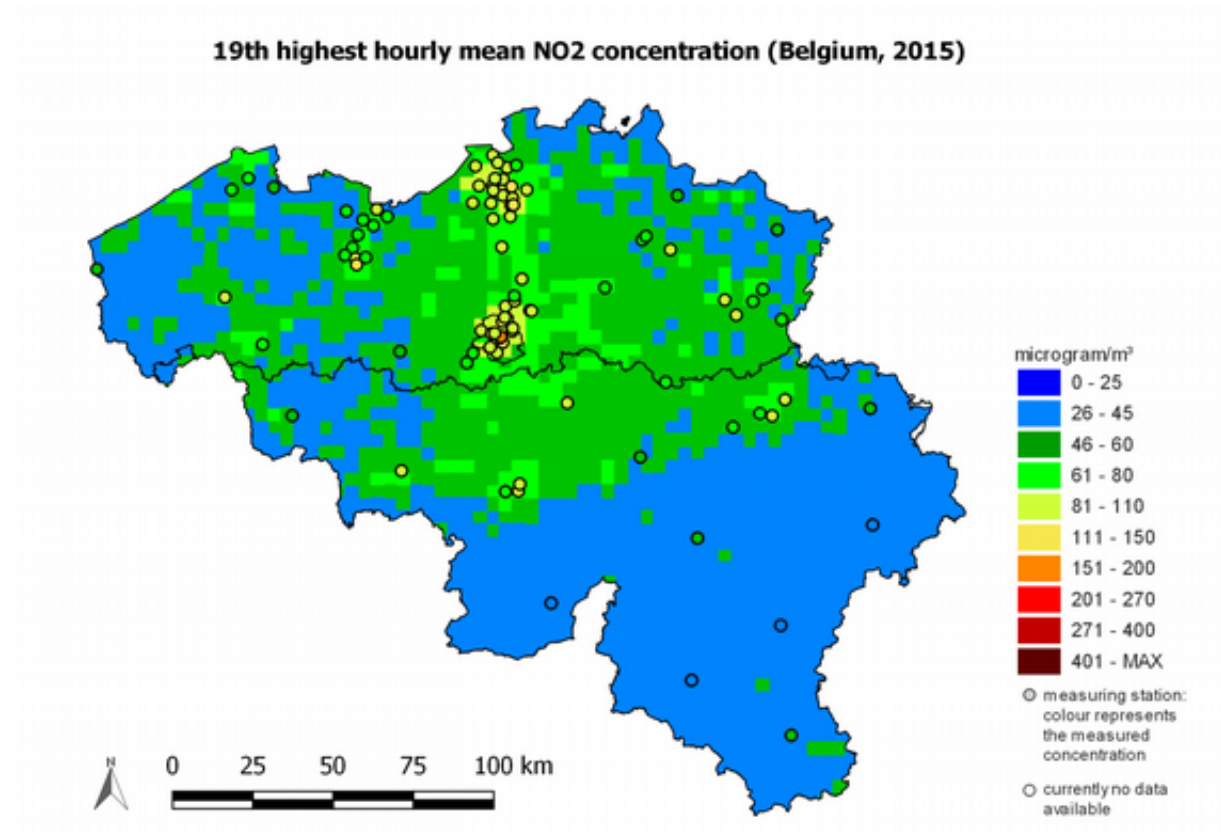 19th highest hourly mean NO2 concentration (Belgium, 2015)
microgram/m³
0 - 25
26 - 45
46 - 60
61 - 80
81 - 110
111 - 150
151 - 200
201 - 270
271 - 400
401 - MAX
measuring station:
colour represents
the measured
concentration
currently no data
available
N
0 25 50 75 100 km